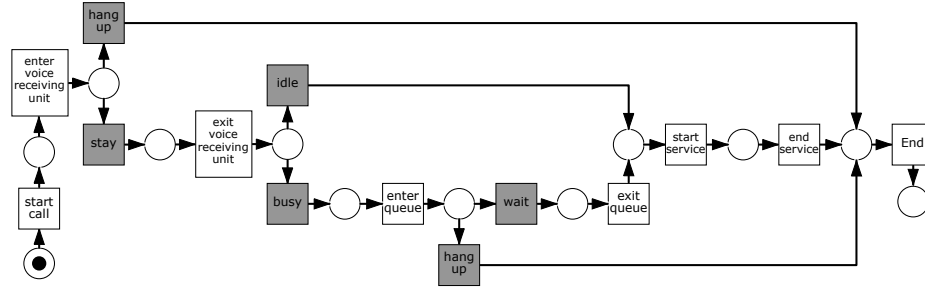 hang
up
enter
voice
receiving
unit
idle
stay
exit
voice
receiving
unit
start
service
end
service
End
start
call
busy
enter
queue
wait
exit
queue
hang
up